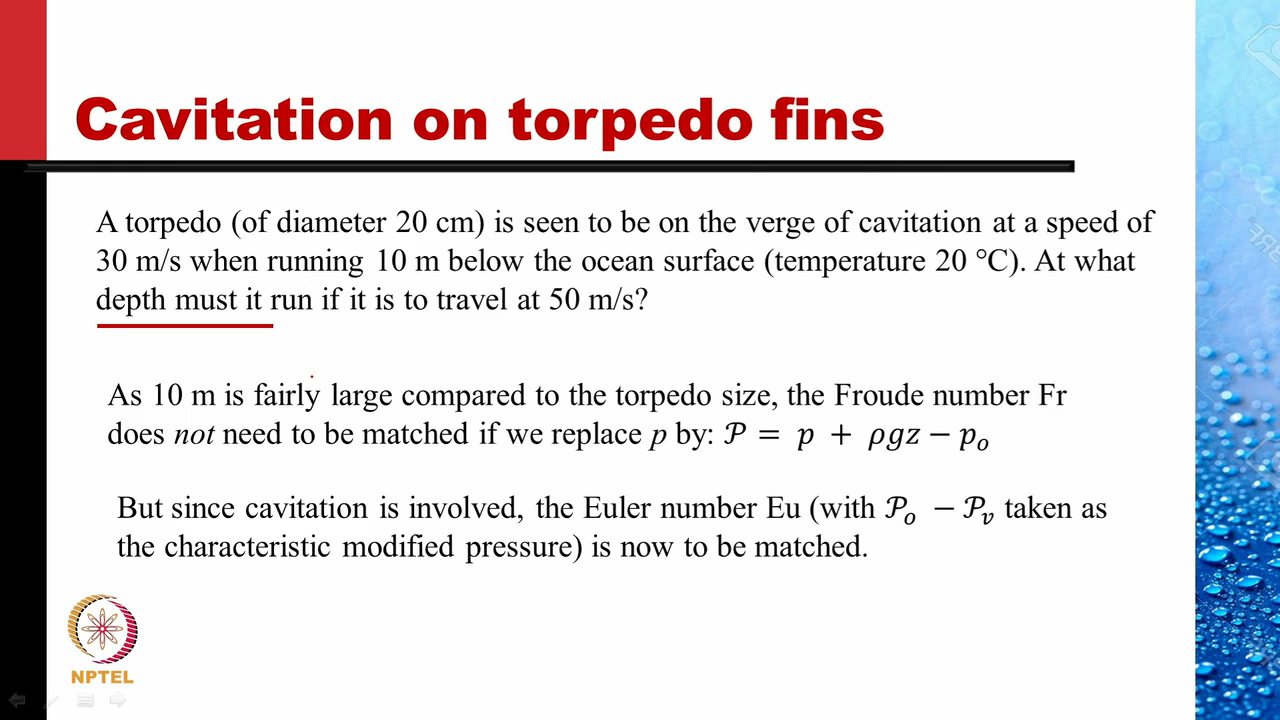 Cavitation on torpedo fins
A torpedo (of diameter 20 cm) is seen to be on the verge of cavitation at a speed of
30 m/s when running 10 m below the ocean surface (temperature 20 °C). At what
depth must it run if it is to travel at 50 m/s?
As 10 m is fairly large compared to the torpedo size, the Froude number Fr
does not need to be matched if we replace p by: 𝒫 = p + ρgz − pₒ
But since cavitation is involved, the Euler number Eu (with 𝒫ₒ − 𝒫ᵥ taken as
the characteristic modified pressure) is now to be matched.
NPTEL